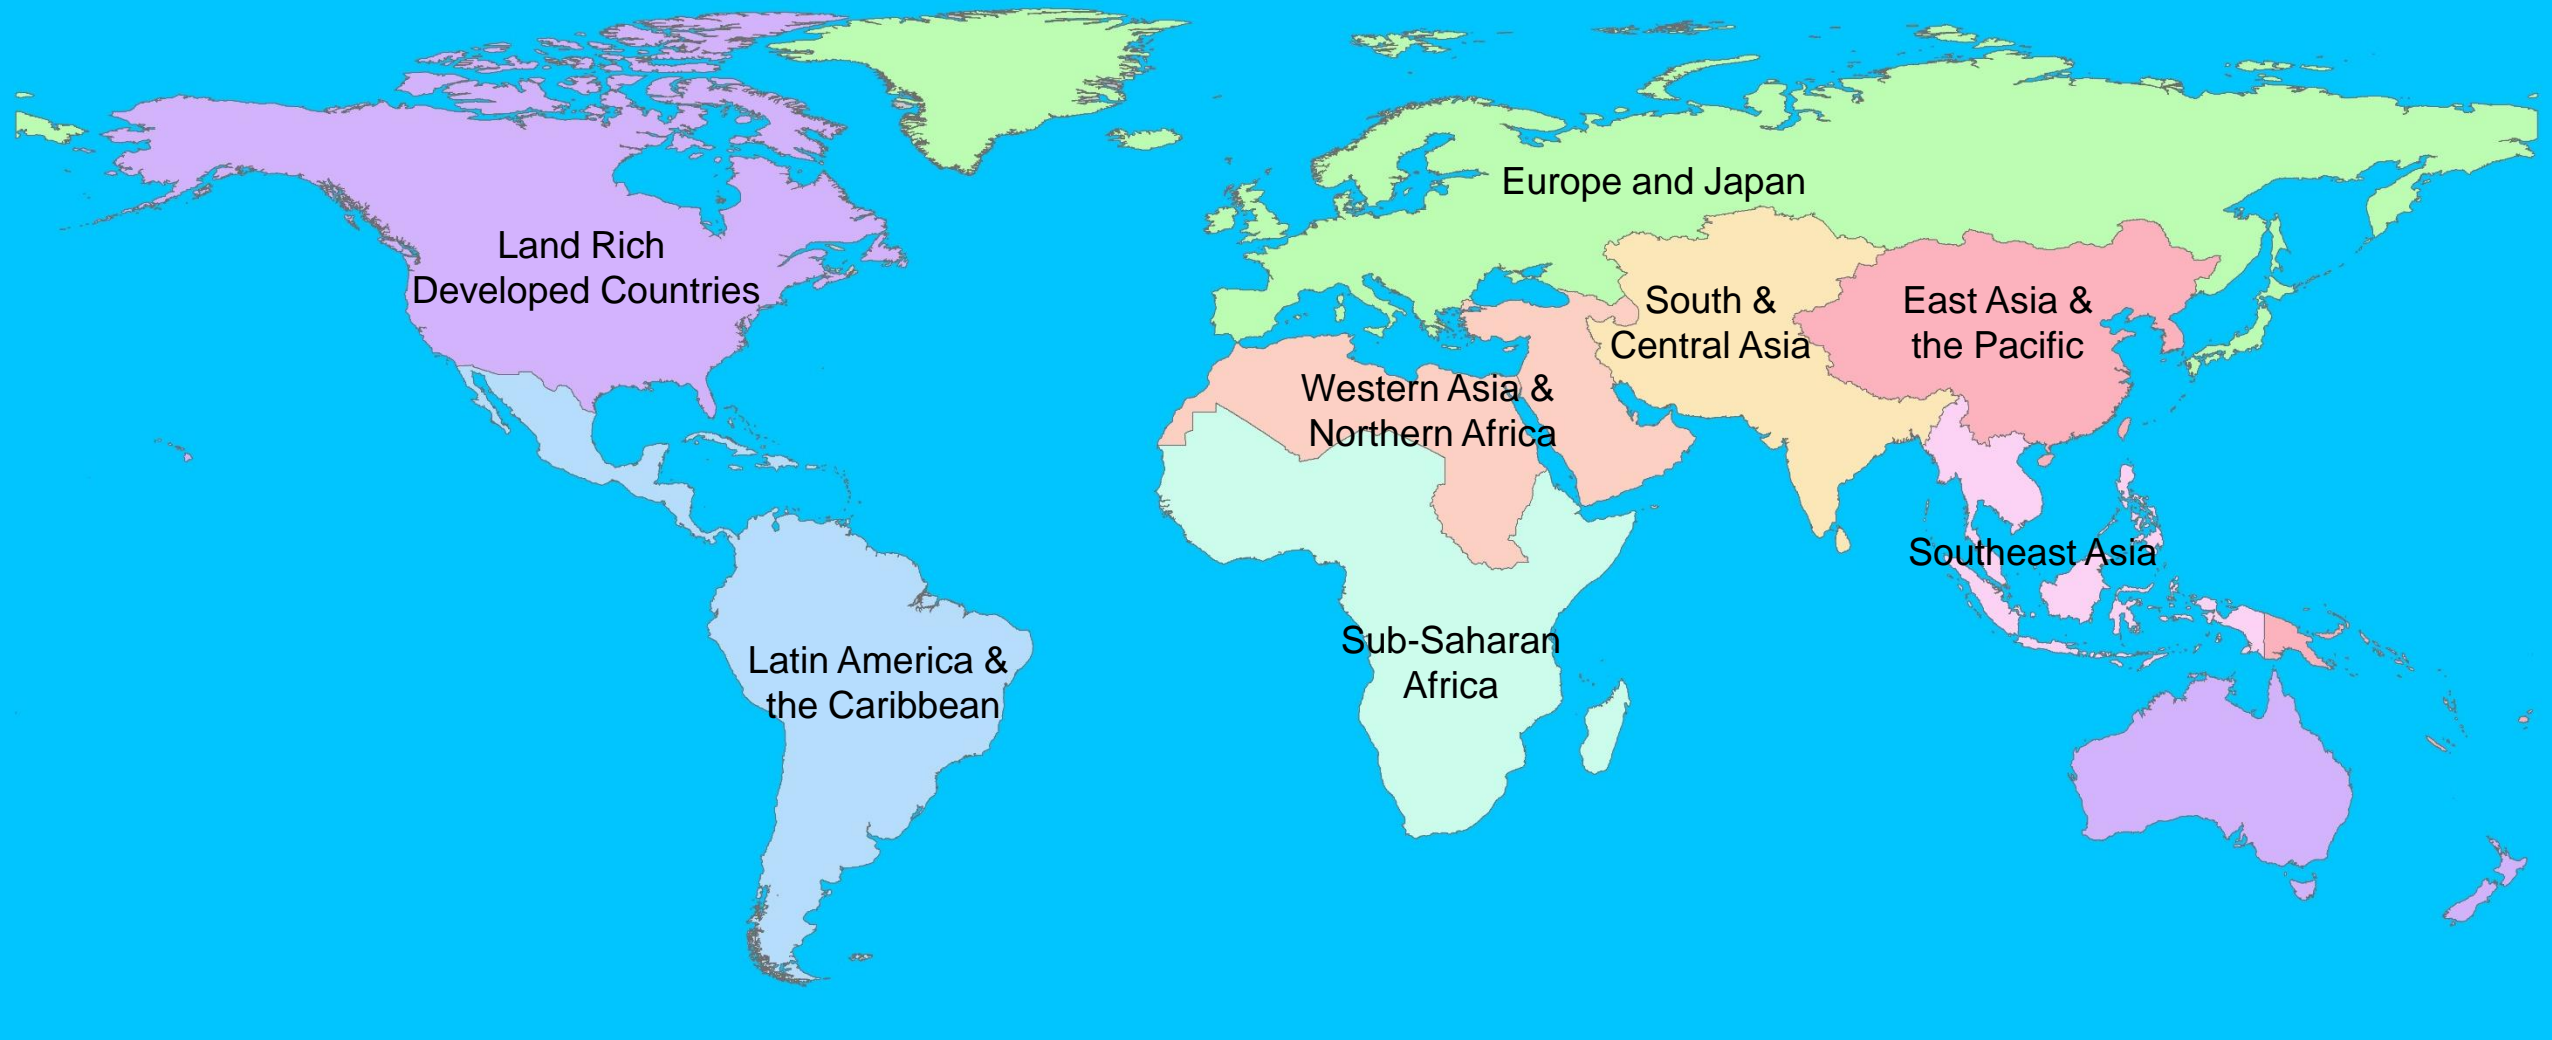 Europe and Japan
Land Rich
Developed Countries
South &
Central Asia
East Asia &
the Pacific
Western Asia &
Northern Africa
Southeast Asia
Sub-Saharan
Africa
Latin America &
the Caribbean